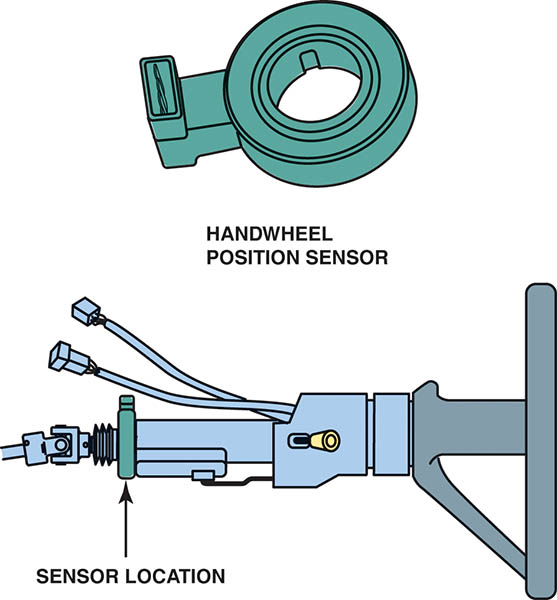 HANDWHEEL
POSITION SENSOR
SENSOR LOCATION